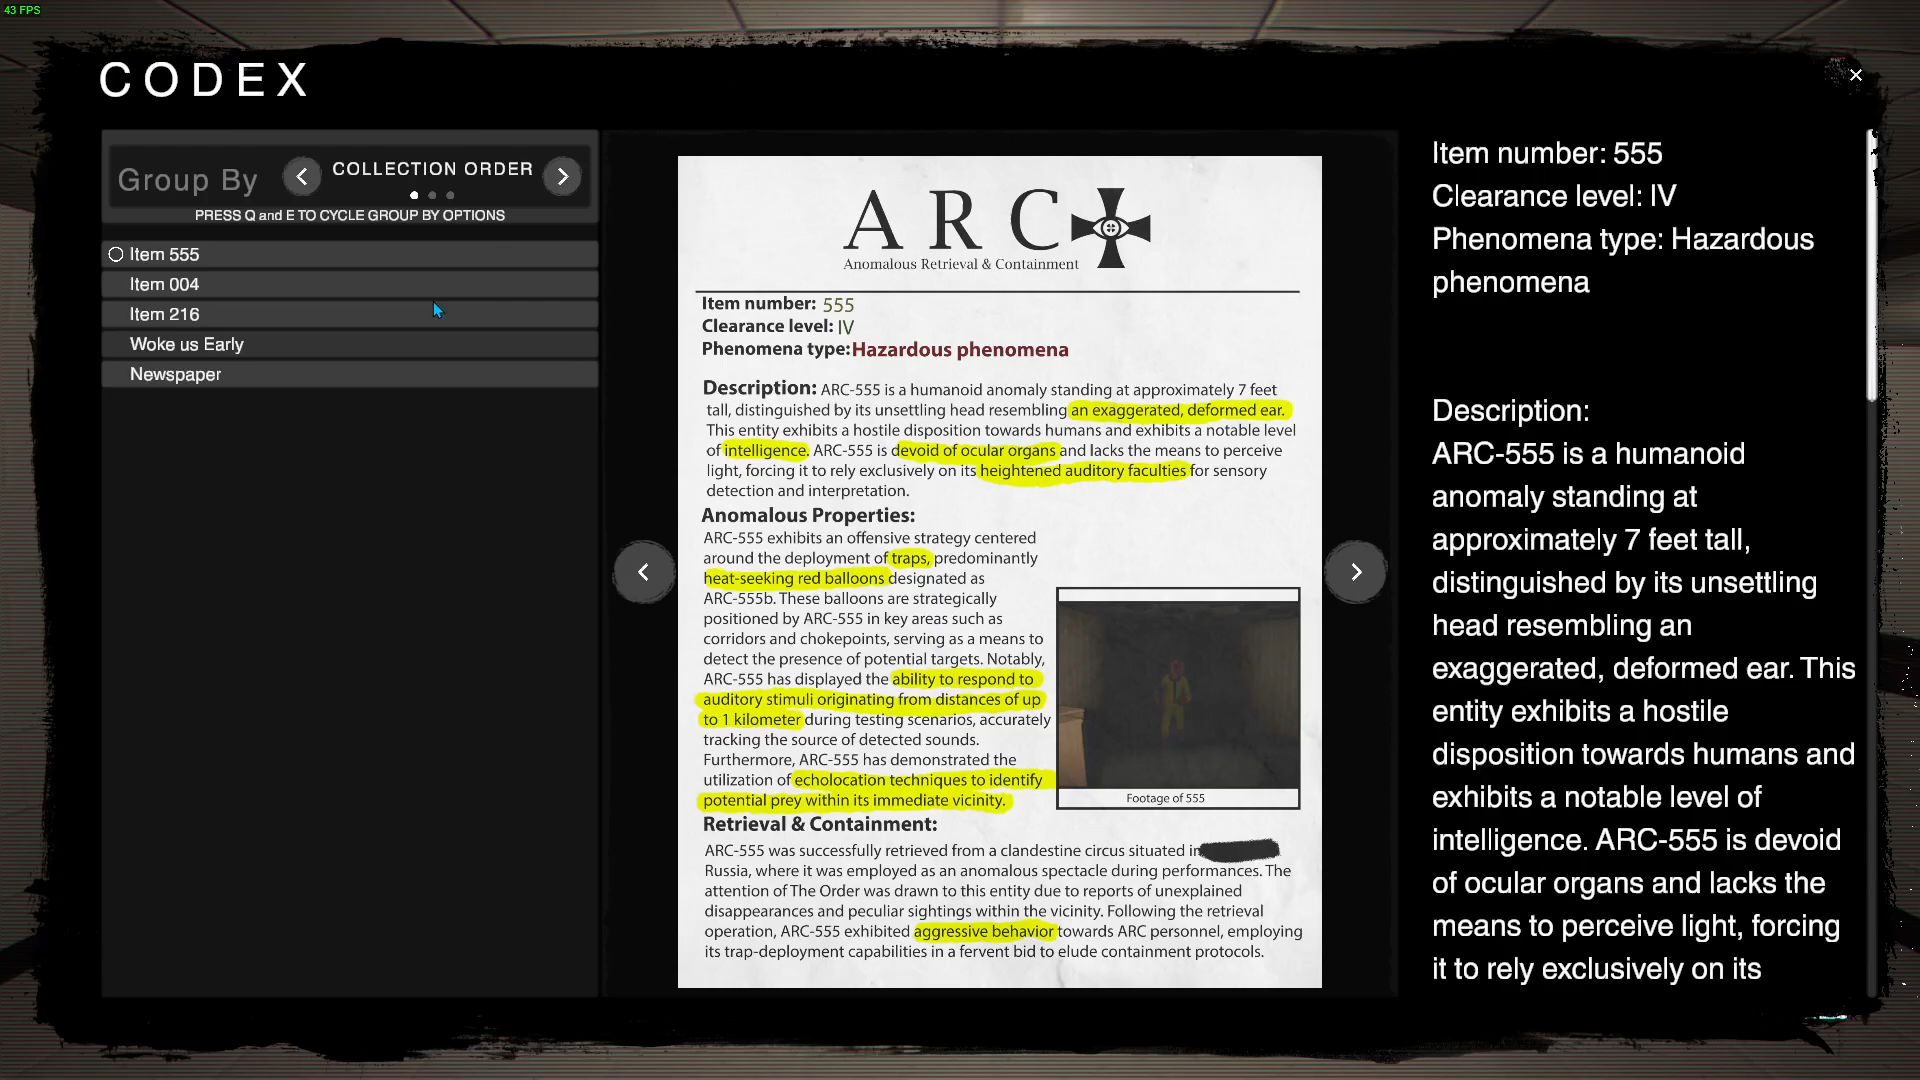 43 FPS
CODEX
Group By
COLLECTION ORDER
PRESS Q and E TO CYCLE GROUP BY OPTIONS
Item 555
Item 004
Item 216
Woke us Early
Newspaper
ARC
Anomalous Retrieval & Containment
Item number: 555
Clearance level: IV
Phenomena type: Hazardous phenomena
Description: ARC-555 is a humanoid anomaly standing at approximately 7 feet
tall, distinguished by its unsettling head resembling an exaggerated, deformed ear.
This entity exhibits a hostile disposition towards humans and exhibits a notable level
of intelligence. ARC-555 is devoid of ocular organs and lacks the means to perceive
light, forcing it to rely exclusively on its heightened auditory faculties for sensory
detection and interpretation.
Anomalous Properties:
ARC-555 exhibits an offensive strategy centered
around the deployment of traps, predominantly
heat-seeking red balloons designated as
ARC-555b. These balloons are strategically
positioned by ARC-555 in key areas such as
corridors and chokepoints, serving as a means to
detect the presence of potential targets. Notably,
ARC-555 has displayed the ability to respond to
auditory stimuli originating from distances of up
to 1 kilometer during testing scenarios, accurately
tracking the source of detected sounds.
Furthermore, ARC-555 has demonstrated the
utilization of echolocation techniques to identify
potential prey within its immediate vicinity.
Footage of 555
Retrieval & Containment:
ARC-555 was successfully retrieved from a clandestine circus situated in
Russia, where it was employed as an anomalous spectacle during performances. The
attention of The Order was drawn to this entity due to reports of unexplained
disappearances and peculiar sightings within the vicinity. Following the retrieval
operation, ARC-555 exhibited aggressive behavior towards ARC personnel, employing
its trap-deployment capabilities in a fervent bid to elude containment protocols.
Item number: 555
Clearance level: IV
Phenomena type: Hazardous
phenomena
Description:
ARC-555 is a humanoid
anomaly standing at
approximately 7 feet tall,
distinguished by its unsettling
head resembling an
exaggerated, deformed ear. This
entity exhibits a hostile
disposition towards humans and
exhibits a notable level of
intelligence. ARC-555 is devoid
of ocular organs and lacks the
means to perceive light, forcing
it to rely exclusively on its